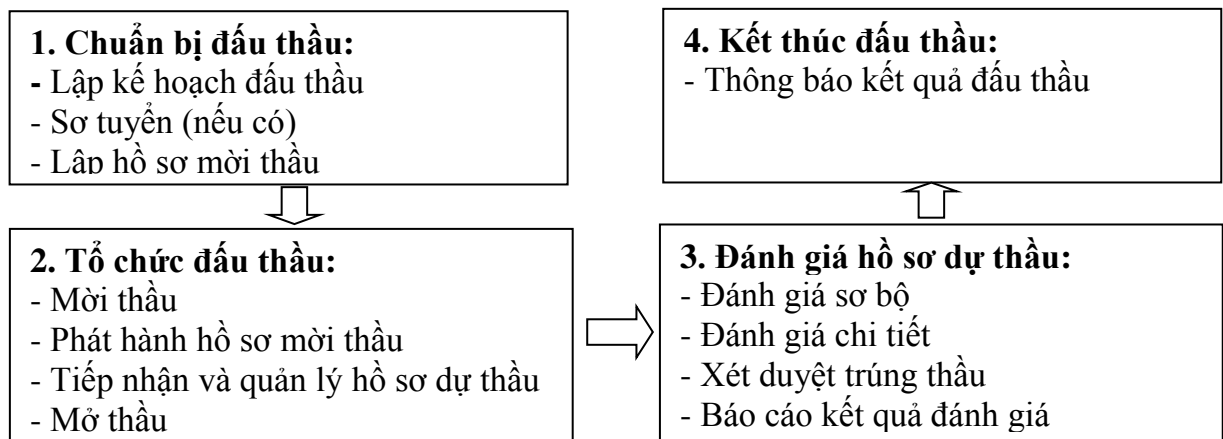 1. Chuẩn bị đấu thầu:
- Lập kế hoạch đấu thầu
- Sơ tuyển (nếu có)
- Lập hồ sơ mời thầu
2. Tổ chức đấu thầu:
- Mời thầu
- Phát hành hồ sơ mời thầu
- Tiếp nhận và quản lý hồ sơ dự thầu
- Mở thầu
3. Đánh giá hồ sơ dự thầu:
- Đánh giá sơ bộ
- Đánh giá chi tiết
- Xét duyệt trúng thầu
- Báo cáo kết quả đánh giá
4. Kết thúc đấu thầu:
- Thông báo kết quả đấu thầu